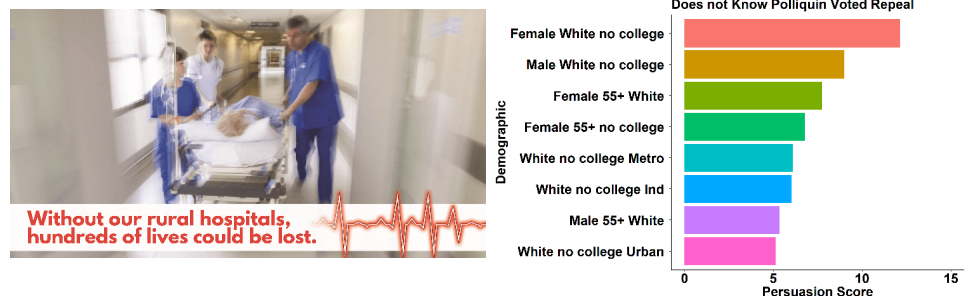 Without our rural hospitals,
hundreds of lives could be lost.
Does not Know Polliquin Voted Repeal
Demographic
Female White no college
Male White no college
Female 55+ White
Female 55+ no college
White no college Metro
White no college Ind
Male 55+ White
White no college Urban
0 5 10 15
Persuasion Score